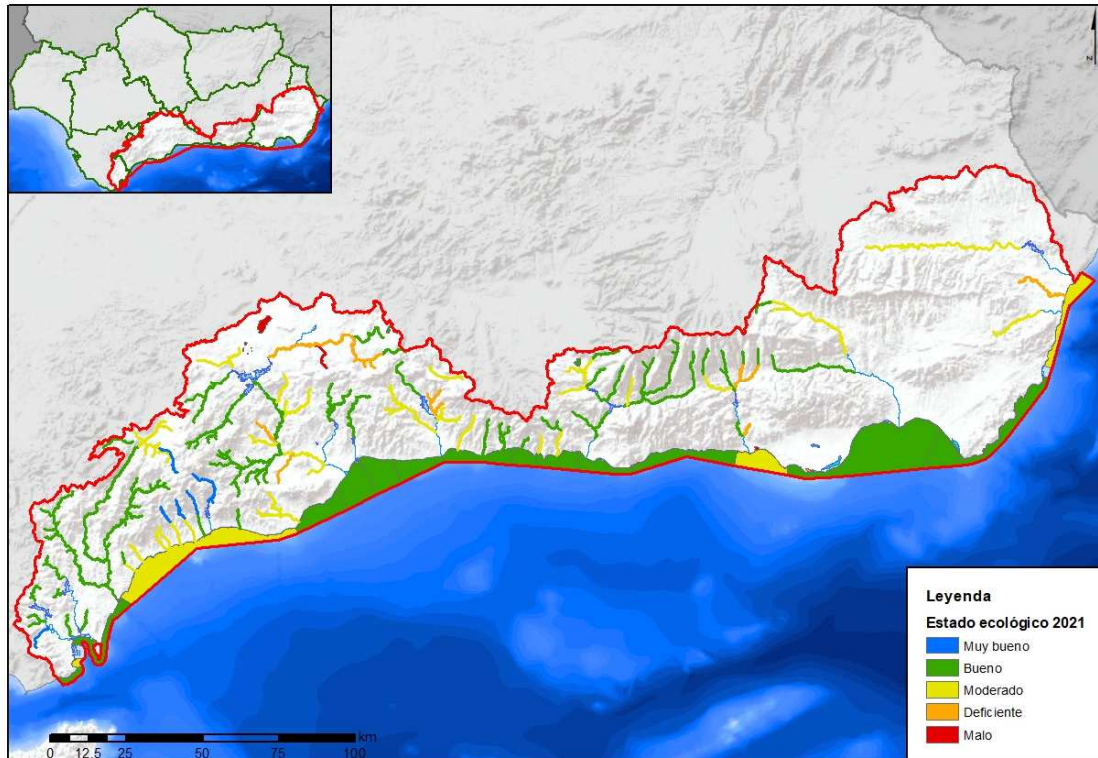 z
Leyenda
Estado ecológico 2021
Muy bueno
Bueno
Moderado
Deficiente
Malo
km
0 12.5 25 50 75 100